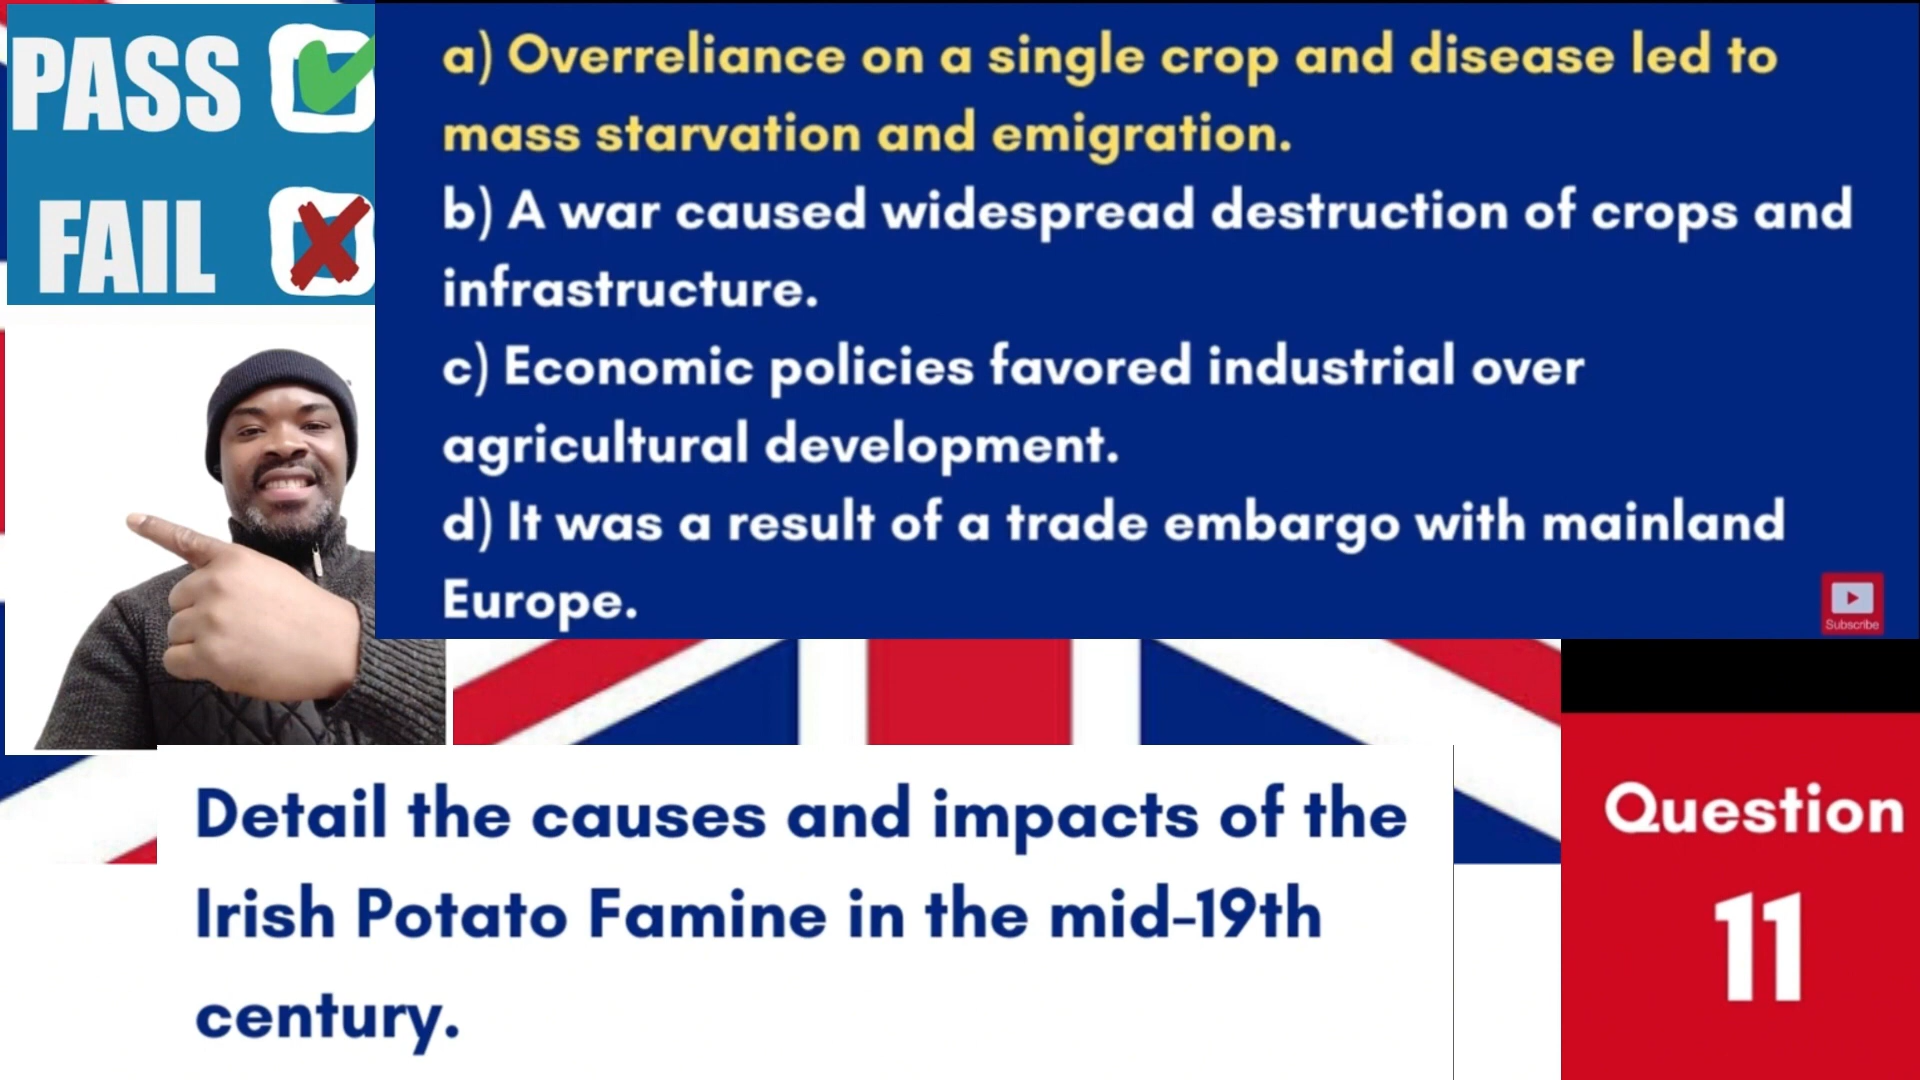 PASS
FAIL
a) Overreliance on a single crop and disease led to
mass starvation and emigration.
b) A war caused widespread destruction of crops and
infrastructure.
c) Economic policies favored industrial over
agricultural development.
d) It was a result of a trade embargo with mainland
Europe.
Subscribe
Detail the causes and impacts of the
Irish Potato Famine in the mid-19th
century.
Question
11